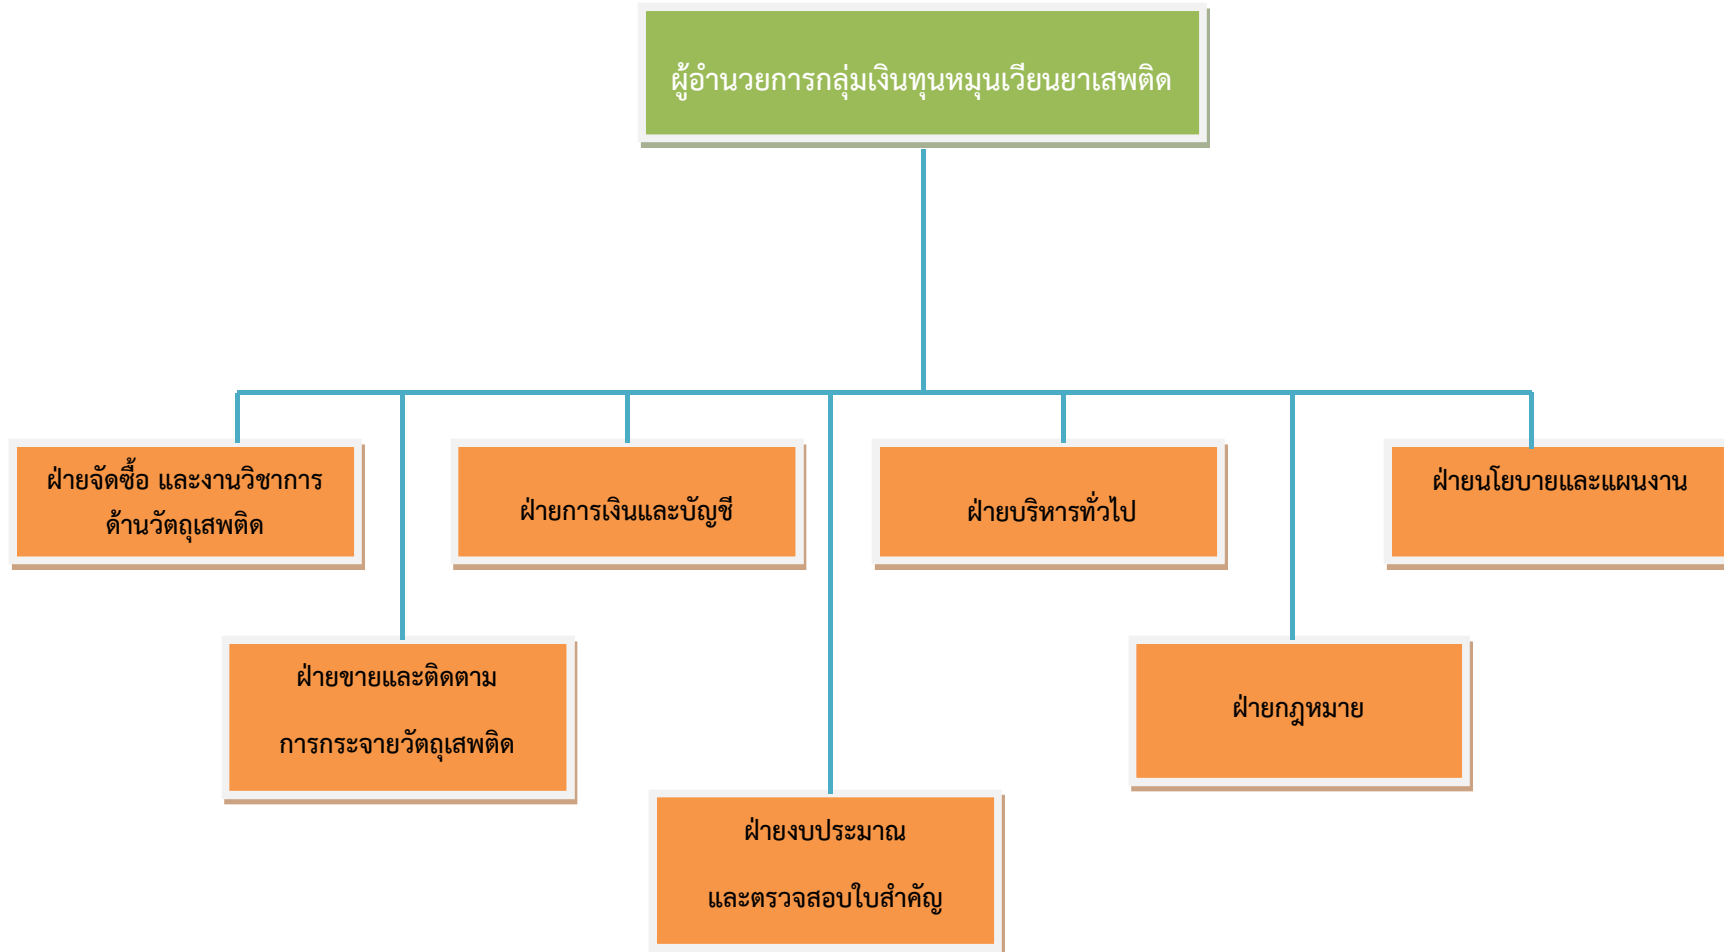 ผู้อำนวยการกลุ่มเงินทุนหมุนเวียนยาเสพติด
ฝ่ายจัดซื้อ และงานวิชาการ
ด้านวัตถุเสพติด
ฝ่ายการเงินและบัญชี
ฝ่ายบริหารทั่วไป
ฝ่ายนโยบายและแผนงาน
ฝ่ายขายและติดตาม
การกระจายวัตถุเสพติด
ฝ่ายกฎหมาย
ฝ่ายงบประมาณ
และตรวจสอบใบสำคัญ